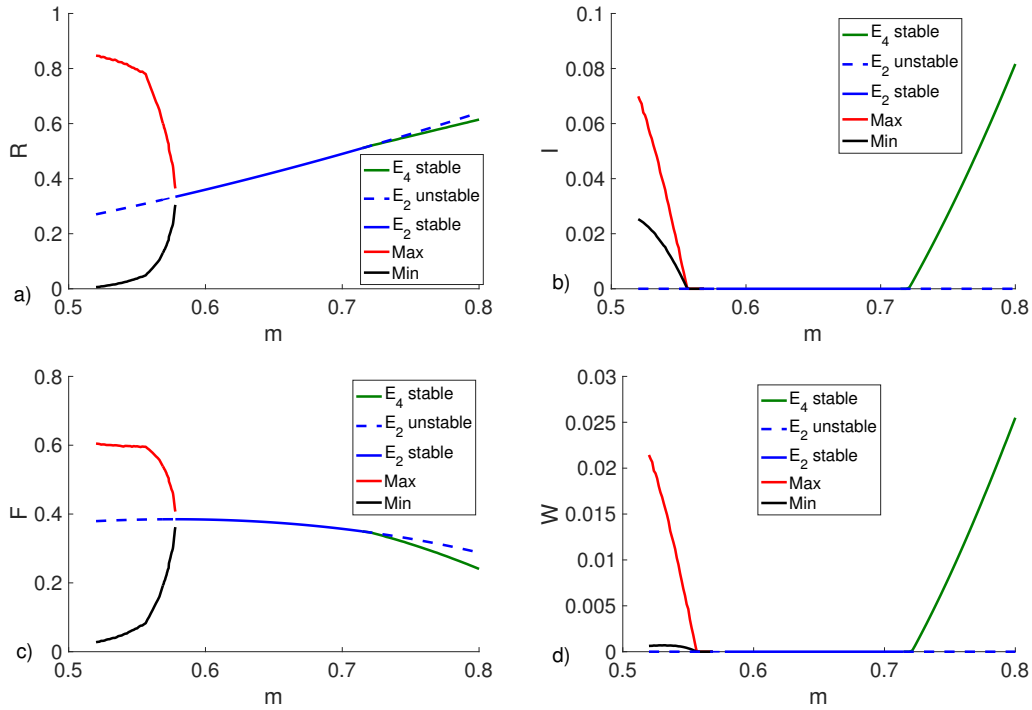 1
0.8
0.6
0.4
0.2
0
R
E4 stable
E2 unstable
E2 stable
Max
Min
a)
0.5 0.6 0.7 0.8
m
0.1
0.08
0.06
0.04
0.02
0
I
E4 stable
E2 unstable
E2 stable
Max
Min
b)
0.5 0.6 0.7 0.8
m
0.8
0.6
0.4
0.2
0
F
E4 stable
E2 unstable
E2 stable
Max
Min
c)
0.5 0.6 0.7 0.8
m
0.03
0.025
0.02
0.015
0.01
0.005
0
W
E4 stable
E2 unstable
E2 stable
Max
Min
d)
0.5 0.6 0.7 0.8
m